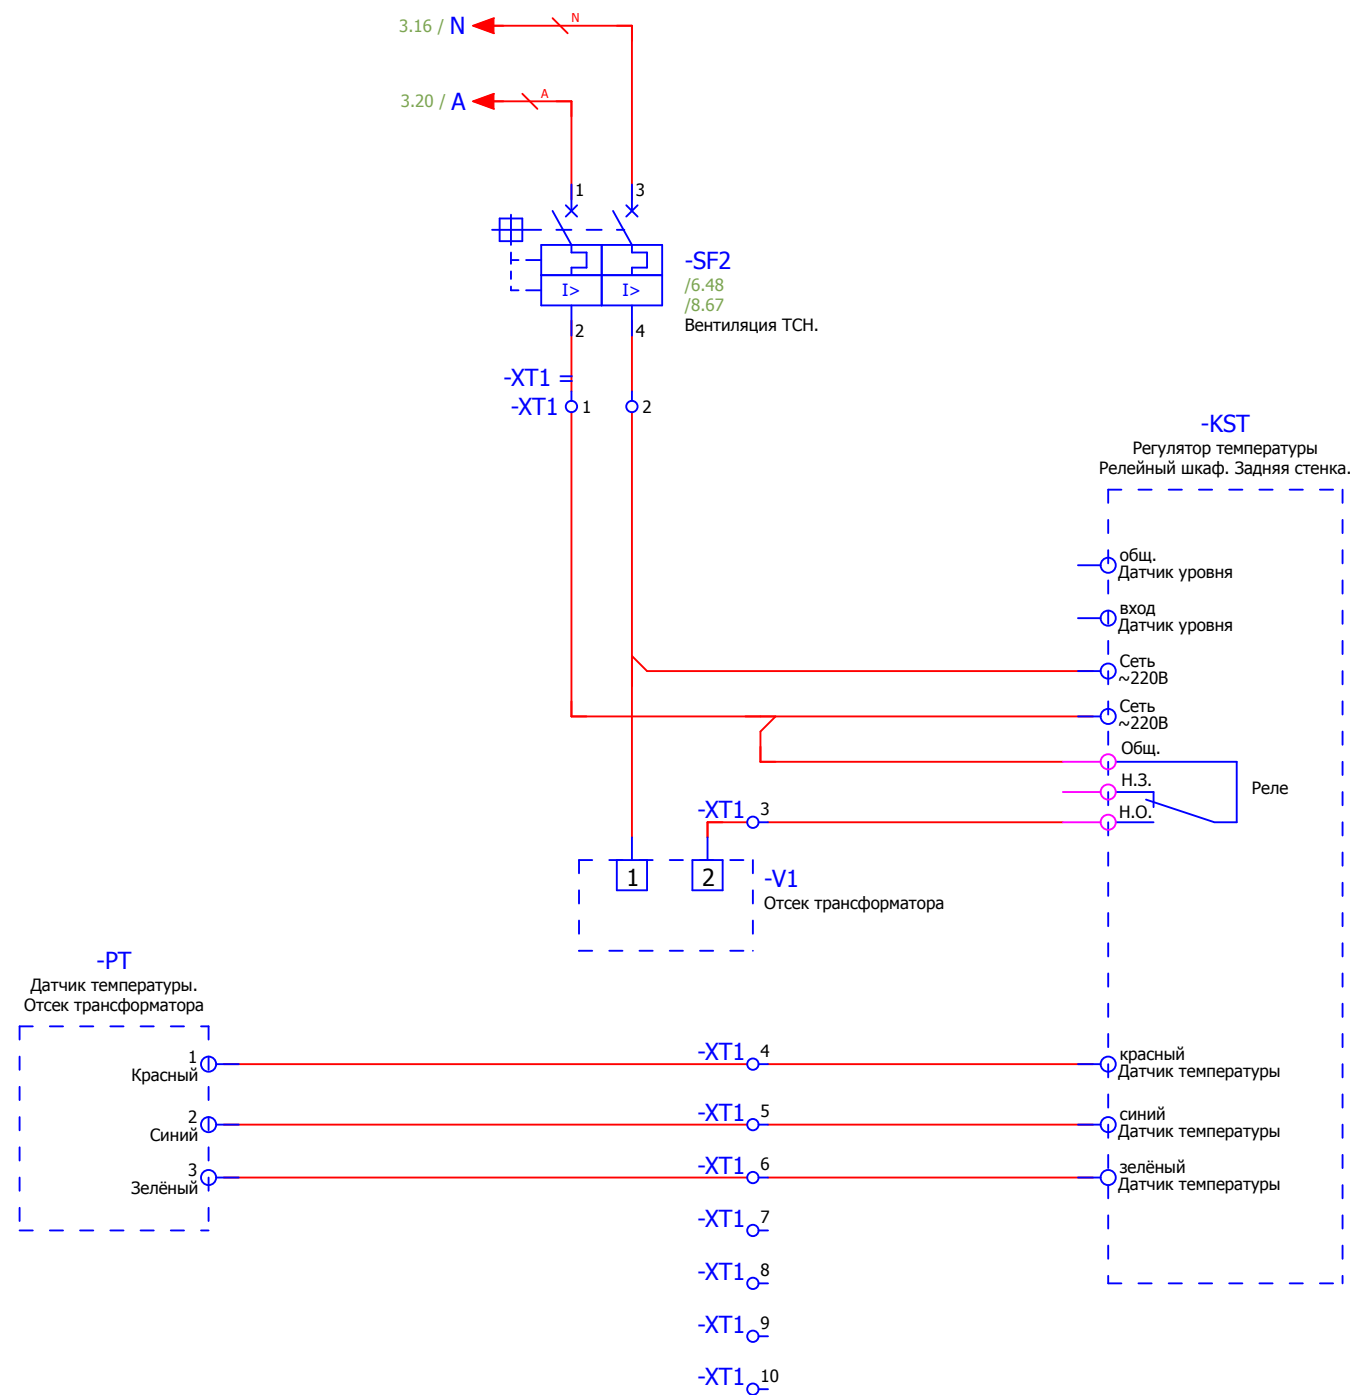 3.16 / N
N
3.20 / A
A
1
3
-SF2
/6.48
/8.67
Вентиляция ТСН.
I>
I>
2
4
-XT1 =
-XT1
1
2
-KST
Регулятор температуры
Релейный шкаф. Задняя стенка.
общ.
Датчик уровня
вход
Датчик уровня
Сеть
~220В
Сеть
~220В
Общ.
Н.З.
Реле
Н.О.
-XT1
3
1
2
-V1
Отсек трансформатора
-PT
Датчик температуры.
Отсек трансформатора
1
Красный
-XT1
4
красный
Датчик температуры
2
Синий
-XT1
5
синий
Датчик температуры
3
Зелёный
-XT1
6
зелёный
Датчик температуры
-XT1
7
-XT1
8
-XT1
9
-XT1
10